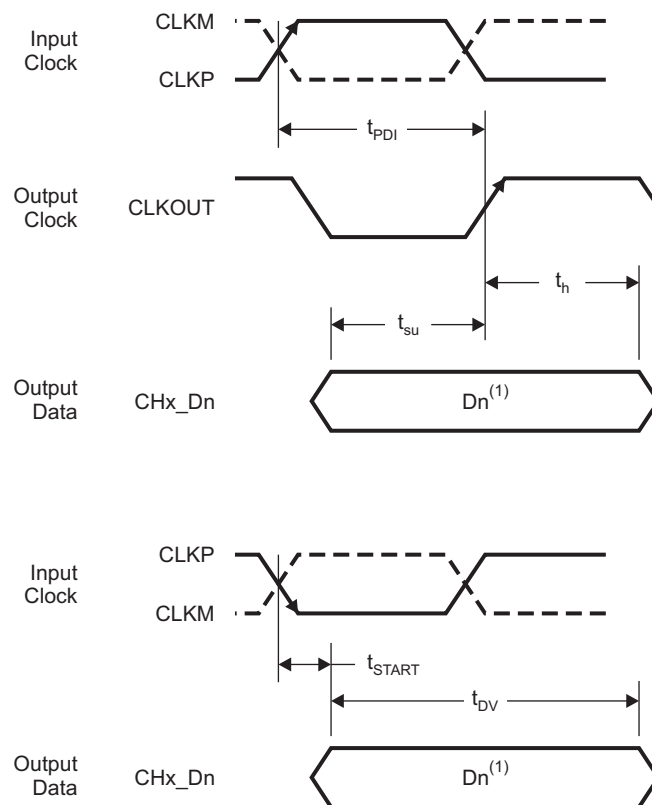 Input
Clock
CLKM
CLKP
t_PDI
Output
Clock
CLKOUT
t_h
t_su
Output
Data
CHx_Dn
Dn(1)
Input
Clock
CLKP
CLKM
t_START
t_DV
Output
Data
CHx_Dn
Dn(1)